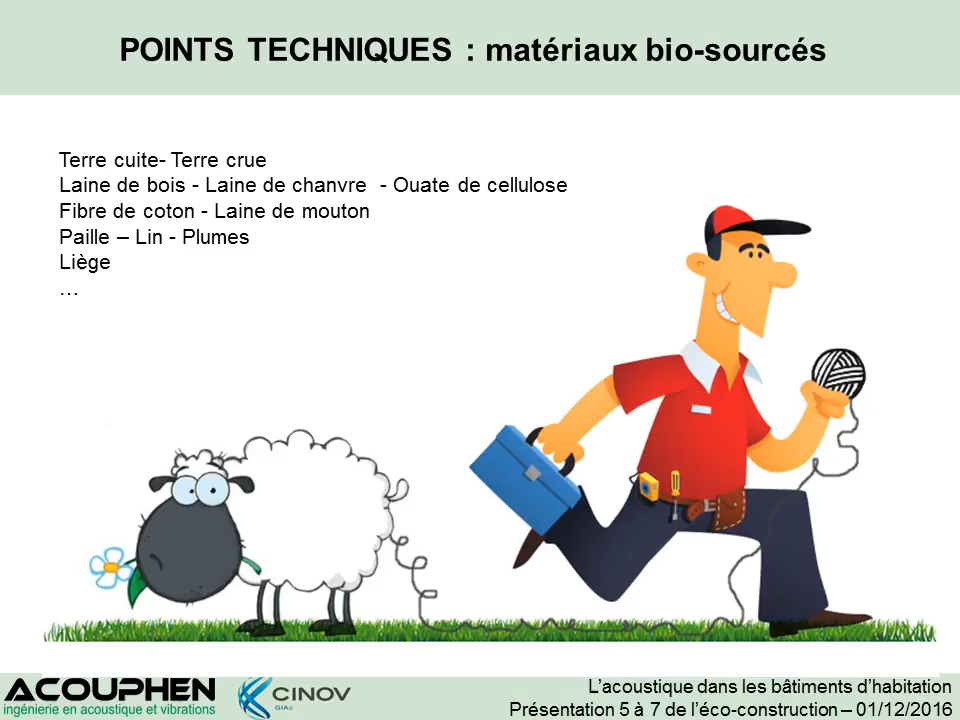 POINTS TECHNIQUES : matériaux bio-sourcés
Terre cuite- Terre crue
Laine de bois - Laine de chanvre - Ouate de cellulose
Fibre de coton - Laine de mouton
Paille – Lin - Plumes
Liège
…
ACOUPHEN
ingénierie en acoustique et vibrations
CINOV
GIAc
L’acoustique dans les bâtiments d’habitation
Présentation 5 à 7 de l’éco-construction – 01/12/2016